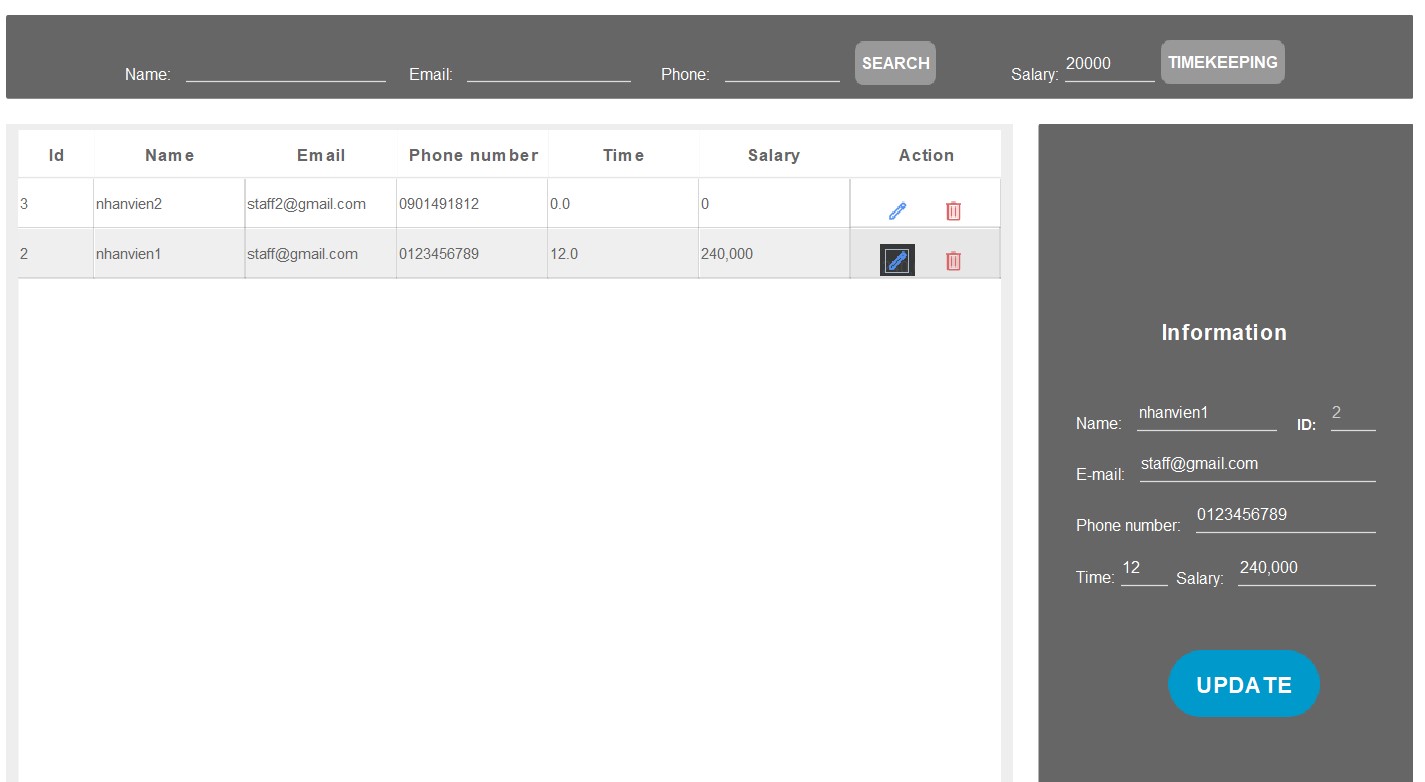 Name: Email: Phone: SEARCH Salary: 20000 TIMEKEEPING
Id Name Email Phone number Time Salary Action
3 nhanvien2 staff2@gmail.com 0901491812 0.0 0
2 nhanvien1 staff@gmail.com 0123456789 12.0 240,000
Information
Name: nhanvien1 ID: 2
E-mail: staff@gmail.com
Phone number: 0123456789
Time: 12 Salary: 240,000
UPDATE